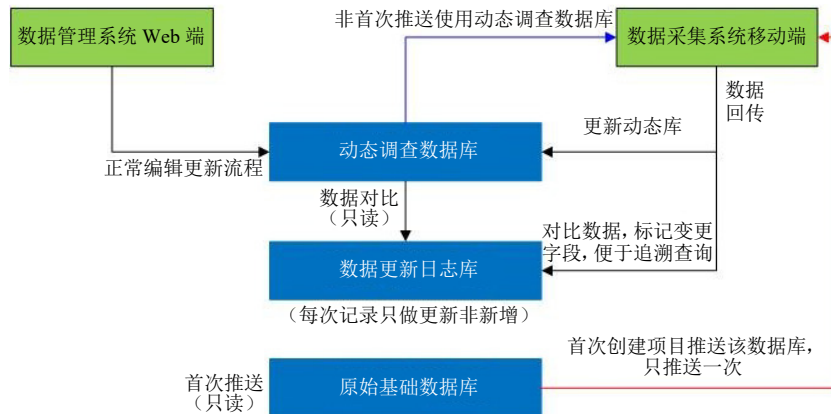 非首次推送使用动态调查数据库
数据管理系统 Web 端
数据采集系统移动端
数据
回传
更新动态库
动态调查数据库
正常编辑更新流程
数据对比
（只读）
对比数据，标记变更
字段，便于追溯查询
数据更新日志库
（每次记录只做更新非新增）
首次创建项目推送该数据库，
只推送一次
首次推送
（只读）
原始基础数据库